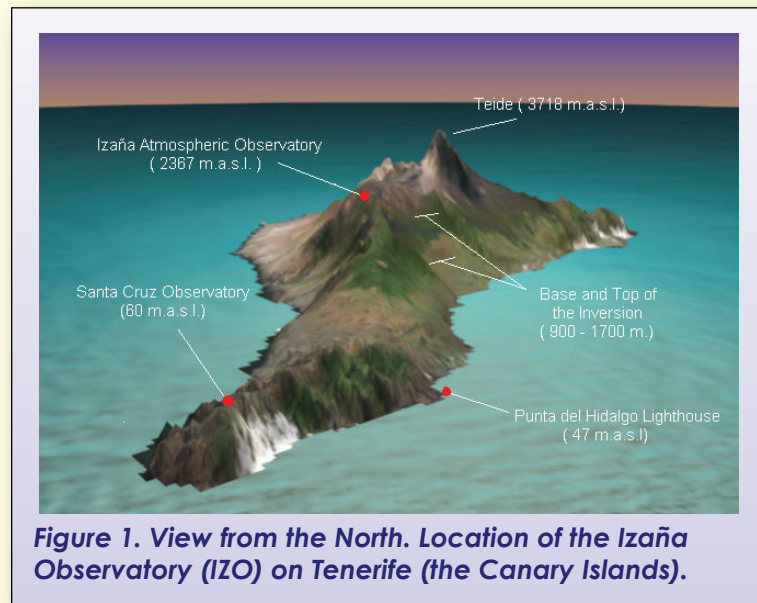 Teide ( 3718 m.a.s.l.)
Izaña Atmospheric Observatory
( 2367 m.a.s.l. )
Santa Cruz Observatory
(60 m.a.s.l.)
Base and Top of
the Inversion
( 900 - 1700 m.)
Punta del Hidalgo Lighthouse
( 47 m.a.s.l)
Figure 1. View from the North. Location of the Izaña
Observatory (IZO) on Tenerife (the Canary Islands).